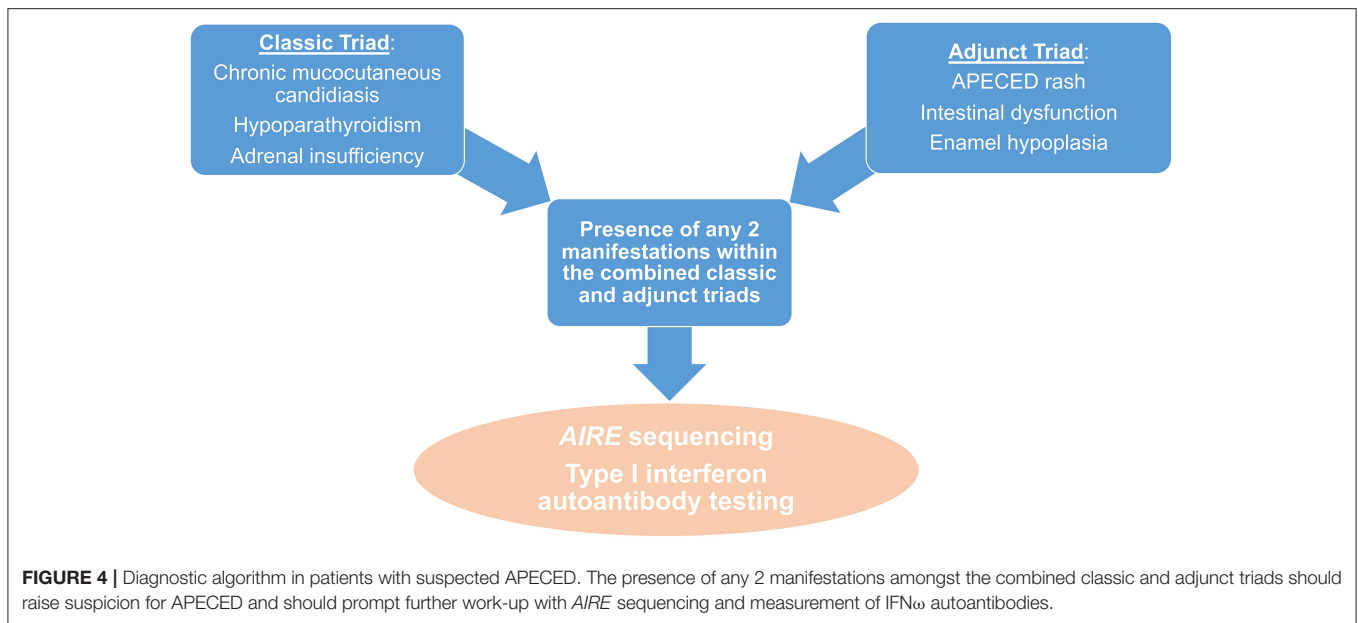 Classic Triad:
Chronic mucocutaneous
candidiasis
Hypoparathyroidism
Adrenal insufficiency
Adjunct Triad:
APECED rash
Intestinal dysfunction
Enamel hypoplasia
Presence of any 2
manifestations within
the combined classic
and adjunct triads
AIRE sequencing
Type I interferon
autoantibody testing
FIGURE 4 | Diagnostic algorithm in patients with suspected APECED. The presence of any 2 manifestations amongst the combined classic and adjunct triads should
raise suspicion for APECED and should prompt further work-up with AIRE sequencing and measurement of IFNω autoantibodies.